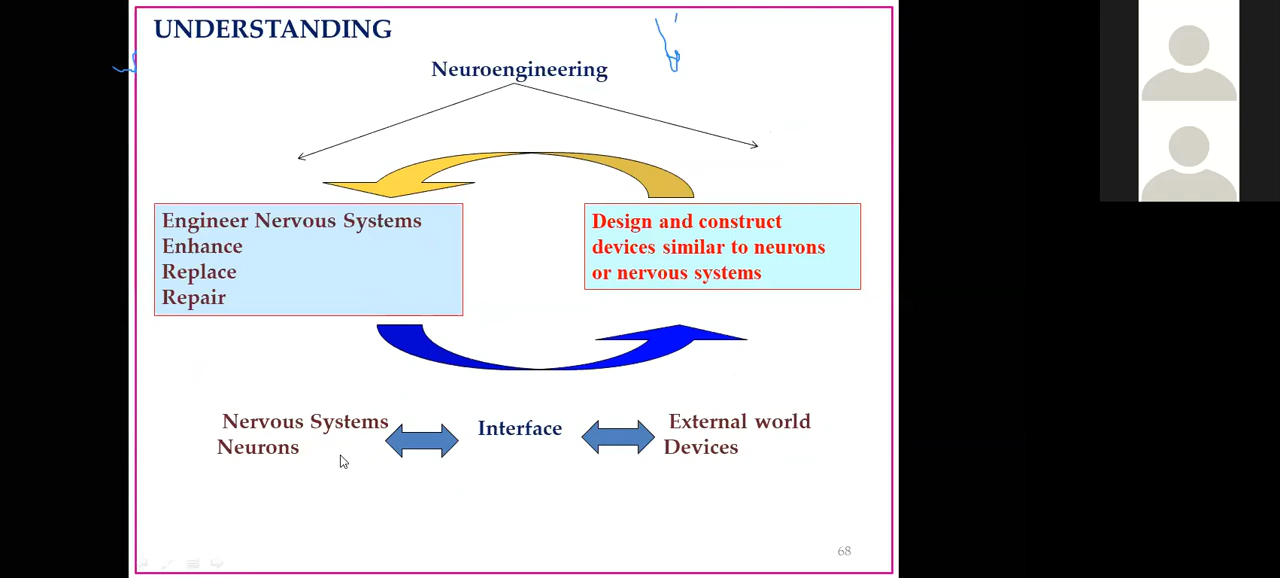 UNDERSTANDING
Neuroengineering
Engineer Nervous Systems
Enhance
Replace
Repair
Design and construct
devices similar to neurons
or nervous systems
Nervous Systems
Neurons
Interface
External world
Devices
68